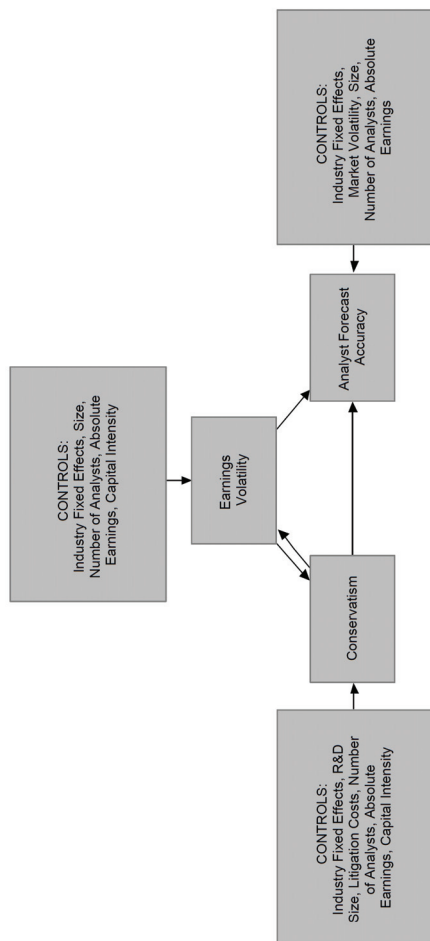 CONTROLS:
Industry Fixed Effects, Size,
Number of Analysts, Absolute
Earnings, Capital Intensity
Earnings
Volatility
CONTROLS:
Industry Fixed Effects, R&D
Size, Litigation Costs, Number
of Analysts, Absolute
Earnings, Capital Intensity
Conservatism
Analyst Forecast
Accuracy
CONTROLS:
Industry Fixed Effects,
Market Volatility, Size,
Number of Analysts, Absolute
Earnings